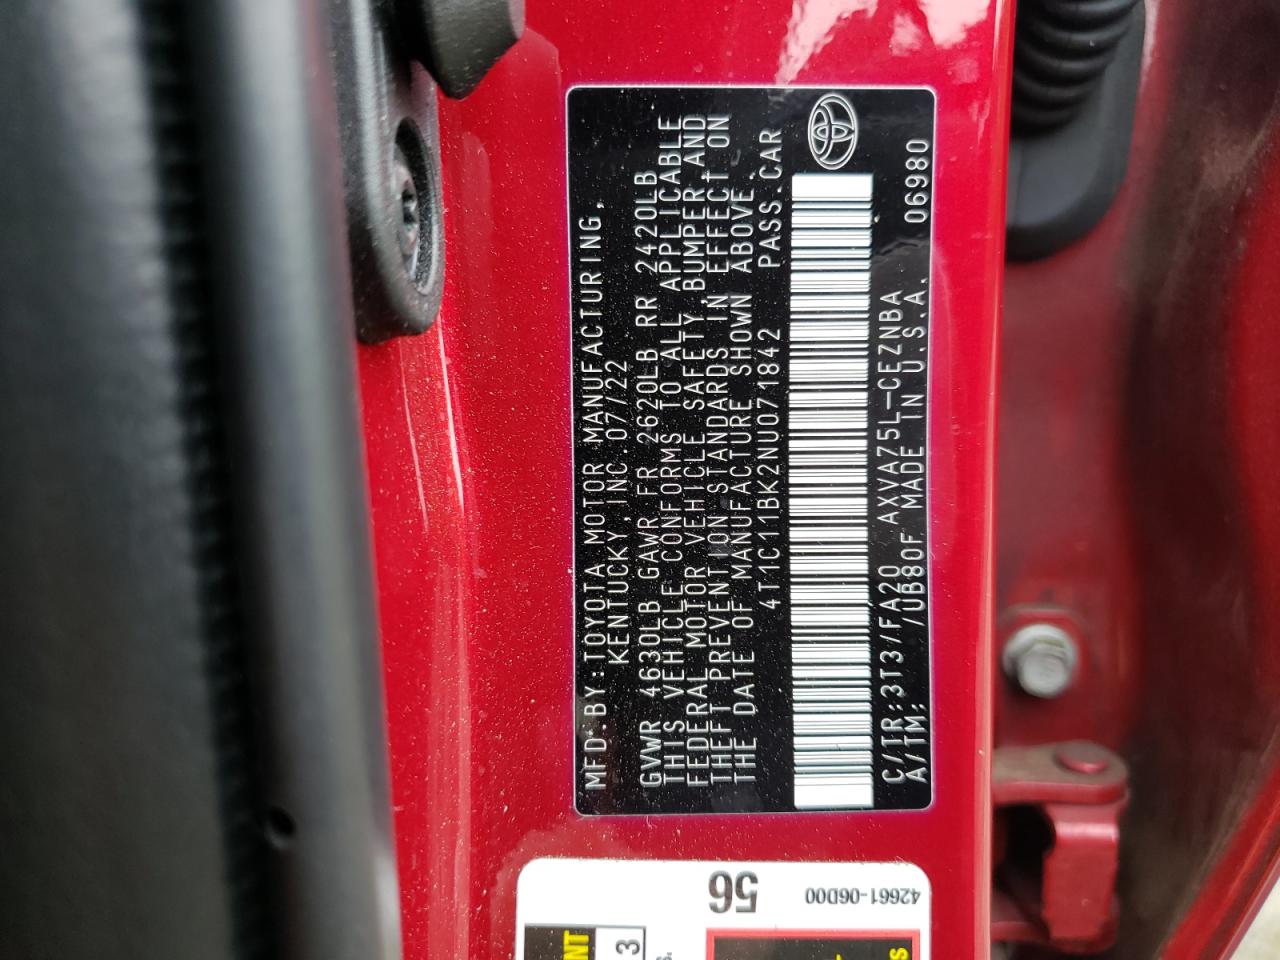 MFD.BY:TOYOTA MOTOR MANUFACTURING,
KENTUCKY,INC.07/22
GVWR 4630LB GAWR FR 2620LB RR 2420LB
THIS VEHICLE CONFORMS TO ALL APPLICABLE
FEDERAL MOTOR VEHICLE SAFETY,BUMPER,AND
THEFT PREVENTION STANDARDS IN EFFECT ON
THE DATE OF MANUFACTURE SHOWN ABOVE.
4T1C11BK2NU071842 PASS.CAR
C/TR:3T3/FA20 AXVA75L-CEZNBA
A/TM: /UB80F MADE IN U.S.A. 06980
56
42661-06D00
NT
3
s.
s